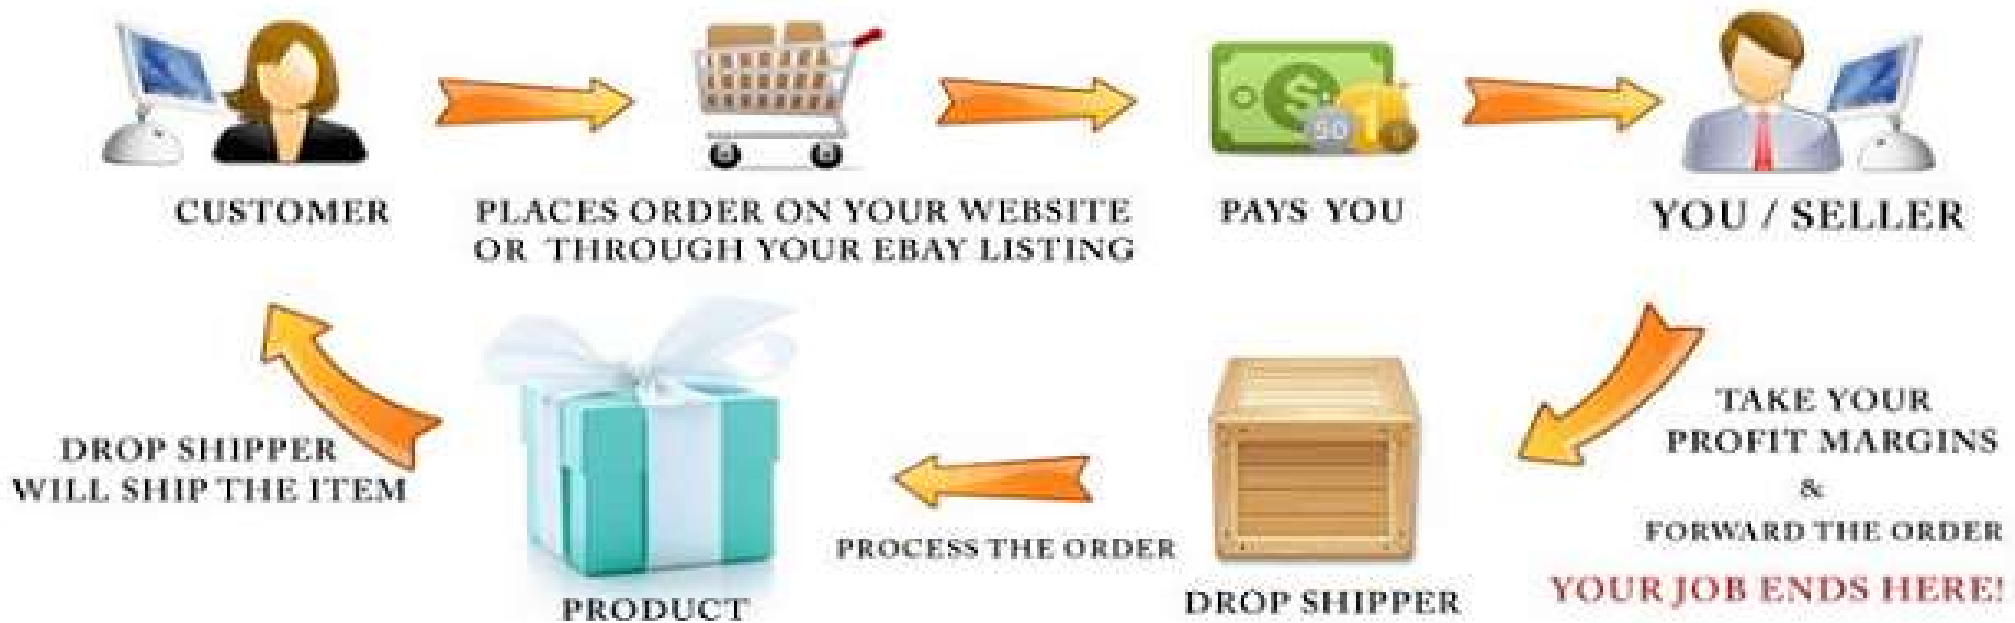 CUSTOMER
PLACES ORDER ON YOUR WEBSITE
OR THROUGH YOUR EBAY LISTING
PAYS YOU
YOU / SELLER
TAKE YOUR
PROFIT MARGINS
&
FORWARD THE ORDER
YOUR JOB ENDS HERE!
DROP SHIPPER
PROCESS THE ORDER
PRODUCT
DROP SHIPPER
WILL SHIP THE ITEM